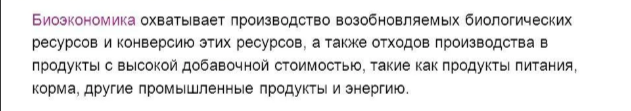 Биоэкономика охватывает производство возобновляемых биологических
ресурсов и конверсию этих ресурсов, а также отходов производства в
продукты с высокой добавочной стоимостью, такие как продукты питания,
корма, другие промышленные продукты и энергию.